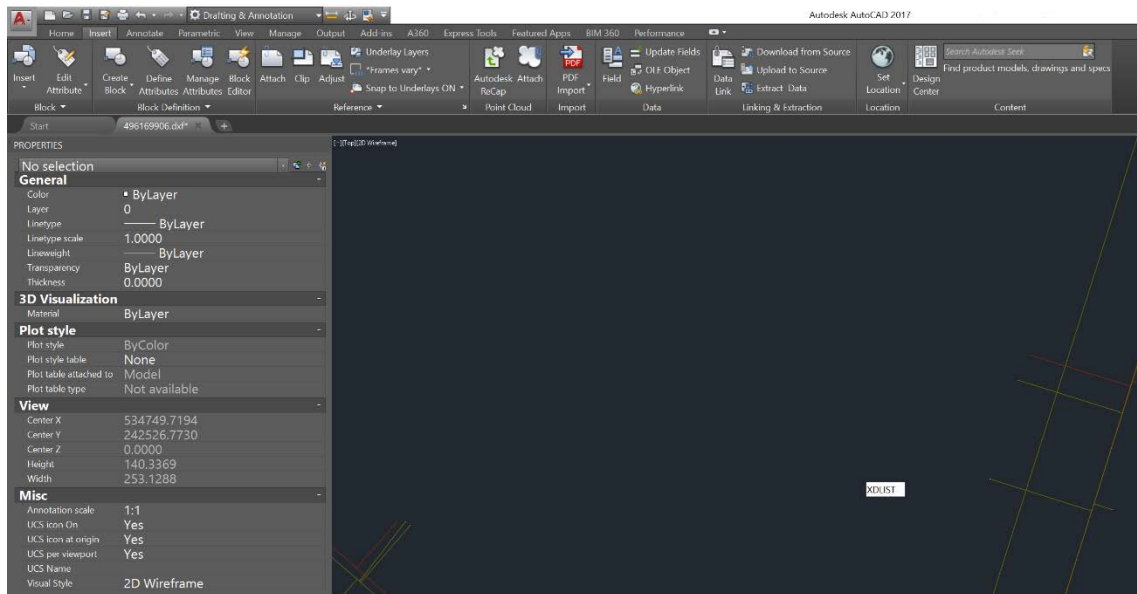 Drafting & Annotation
Autodesk AutoCAD 2017
Home Insert Annotate Parametric View Manage Output Add-ins A360 Express Tools Featured Apps BIM 360 Performance
Underlay Layers Update Fields Download from Source Search Autodesk Seek
*Frames vary* OLE Object Upload to Source Find product models, drawings and specs
Snap to Underlays ON Hyperlink Extract Data
Insert Edit Attribute Create Block Define Attributes Manage Attributes Block Editor Attach Clip Adjust Autodesk ReCap Attach PDF Import Field Data Link Set Location Design Center
Block Block Definition Reference Point Cloud Import Data Linking & Extraction Location Content
Start 496169906.dxf*
PROPERTIES
[-][Top][2D Wireframe]
No selection
General
Color ByLayer
Layer 0
Linetype ByLayer
Linetype scale 1.0000
Lineweight ByLayer
Transparency ByLayer
Thickness 0.0000
3D Visualization
Material ByLayer
Plot style
Plot style ByColor
Plot style table None
Plot table attached to Model
Plot table type Not available
View
Center X 534749.7194
Center Y 242526.7730
Center Z 0.0000
Height 140.3369
Width 253.1288
XDLIST
Misc
Annotation scale 1:1
UCS icon On Yes
UCS icon at origin Yes
UCS per viewport Yes
UCS Name
Visual Style 2D Wireframe